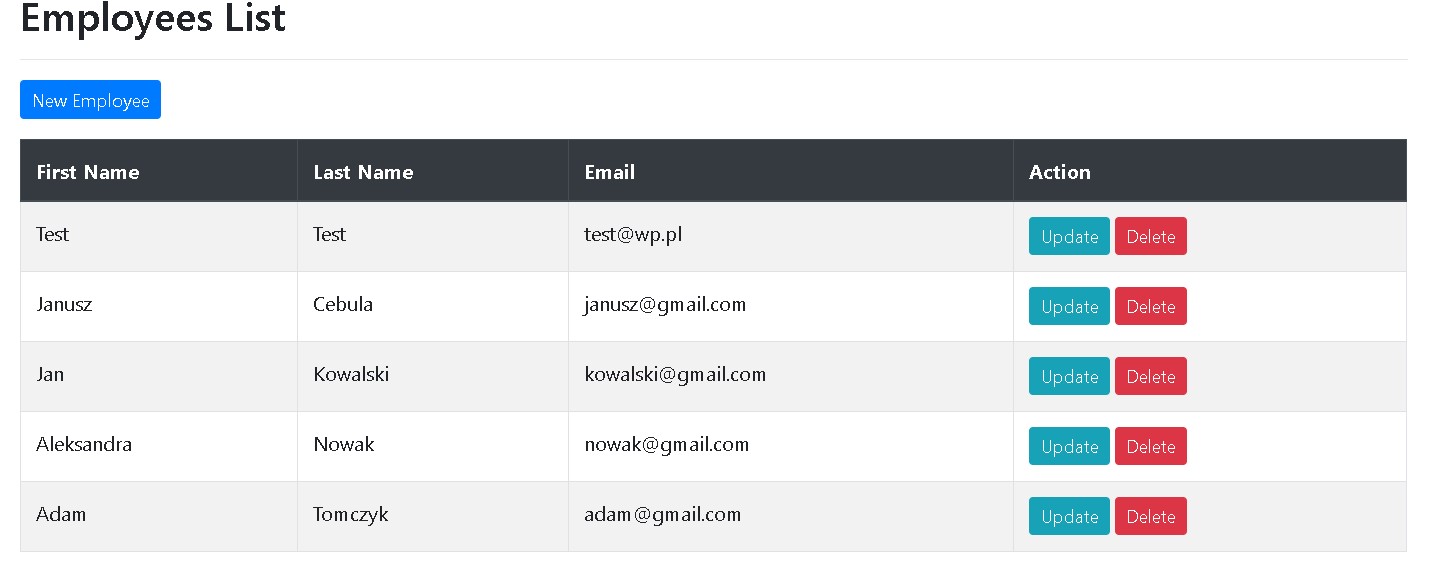 Employees List
New Employee
First Name Last Name Email Action
Test Test test@wp.pl Update Delete
Janusz Cebula janusz@gmail.com Update Delete
Jan Kowalski kowalski@gmail.com Update Delete
Aleksandra Nowak nowak@gmail.com Update Delete
Adam Tomczyk adam@gmail.com Update Delete